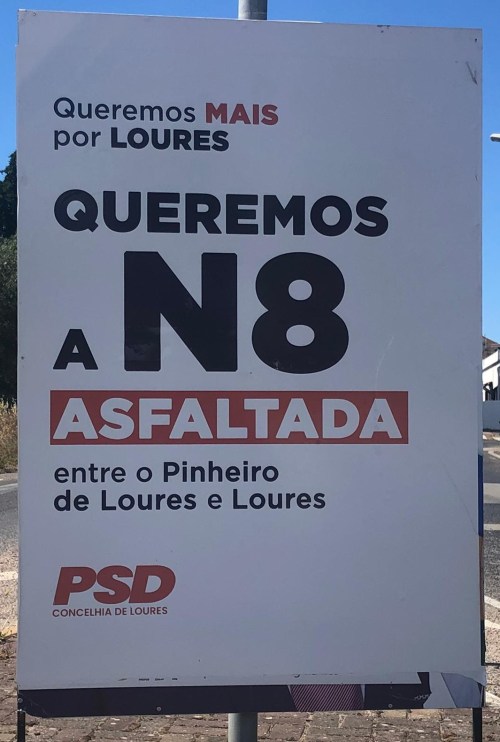 Queremos MAIS
por LOURES
QUEREMOS
A N8
ASFALTADA
entre o Pinheiro
de Loures e Loures
PSD
CONCELHIA DE LOURES